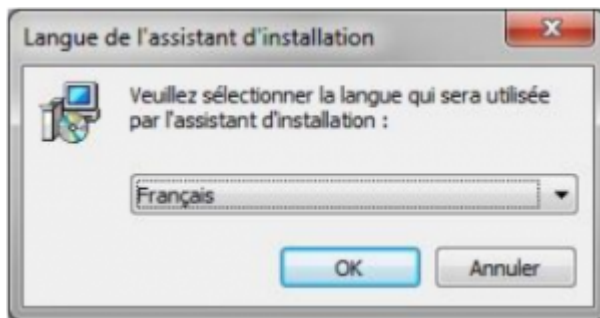 Langue de l'assistant d'installation
Veuillez sélectionner la langue qui sera utilisée
par l'assistant d'installation :
Français
OK Annuler